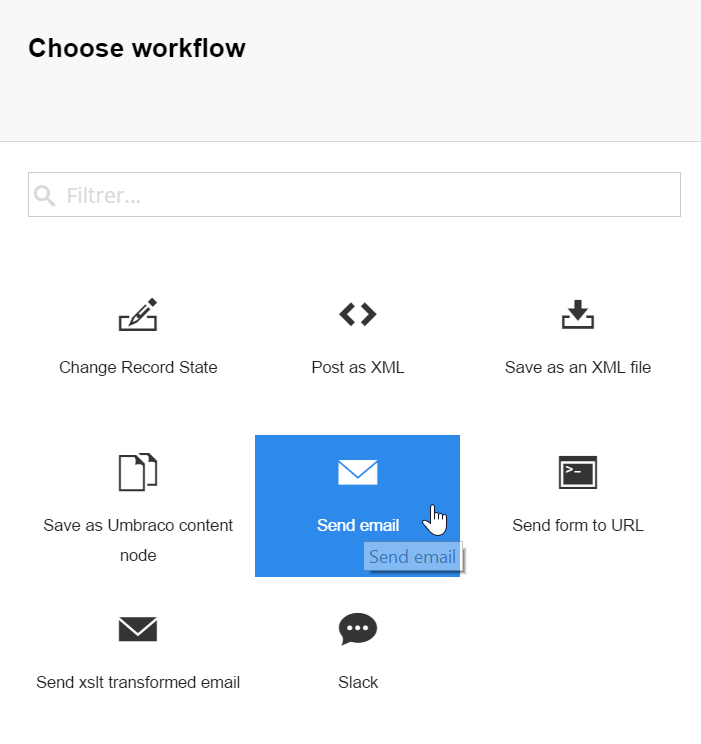 Choose workflow
Filtrer...
Change Record State
Post as XML
Save as an XML file
Save as Umbraco content
node
Send email
Send email
Send form to URL
>_
Send xslt transformed email
Slack